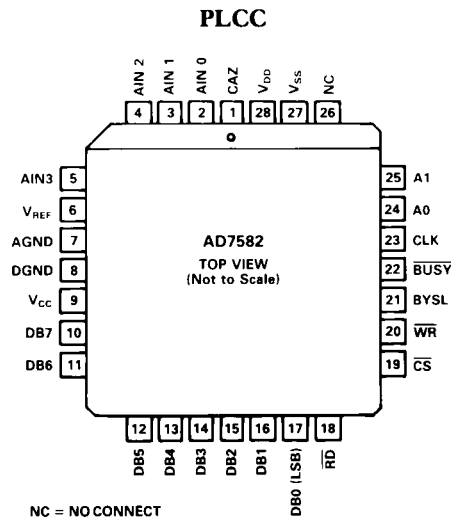 PLCC
AIN 2
AIN 1
AIN 0
CAZ
VDD
VSS
NC
4 3 2 1 28 27 26
AIN3 5
VREF 6
AGND 7
DGND 8
VCC 9
DB7 10
DB6 11
AD7582
TOP VIEW
(Not to Scale)
25 A1
24 A0
23 CLK
22 BUSY
21 BYSL
20 WR
19 CS
12 13 14 15 16 17 18
DB5
DB4
DB3
DB2
DB1
DB0 (LSB)
RD
NC = NO CONNECT